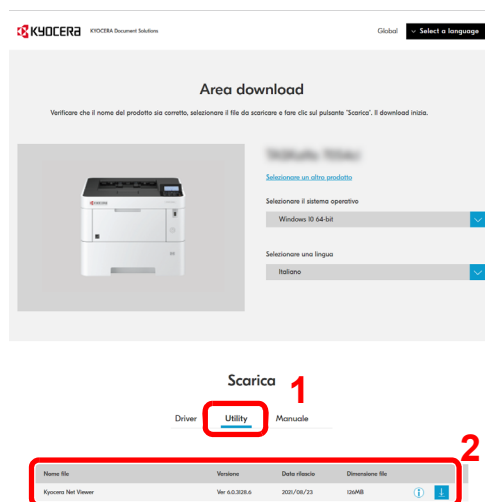 KYOCERA KYOCERA Document Solutions Global Select a language
Area download
Verificare che il nome del prodotto sia corretto, selezionare il file da scaricare e fare clic sul pulsante "Scarica". Il download inizia.
Selezionare un altro prodotto
Selezionare il sistema operativo
Windows 10 64-bit
Selezionare una lingua
Italiano
KYOCERA
Scarica
1
Driver Utility Manuale
2
Nome file Versione Data rilascio Dimensione file
Kyocera Net Viewer Ver 6.0.3128.6 2021/08/23 126MB